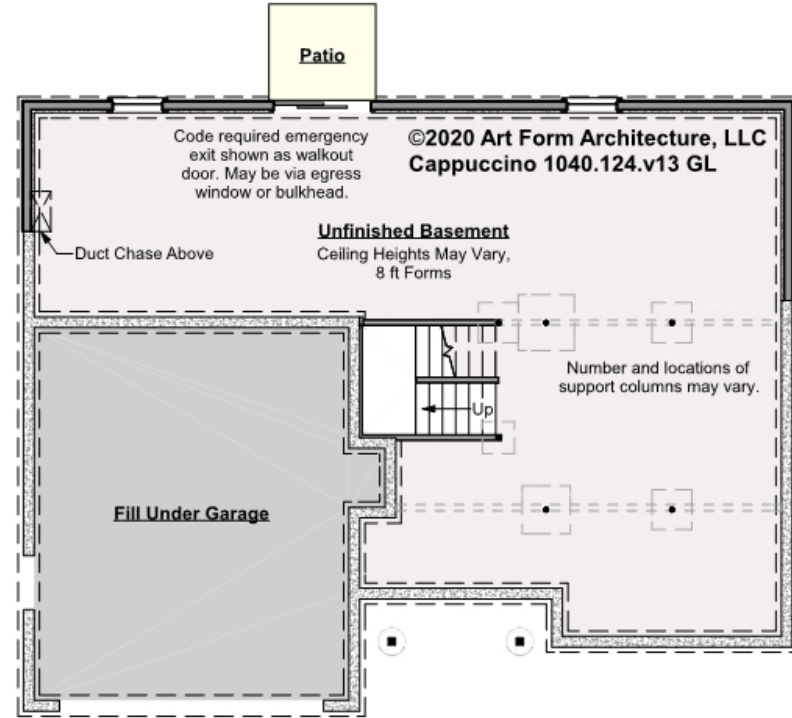 Patio
Code required emergency
exit shown as walkout
door. May be via egress
window or bulkhead.
©2020 Art Form Architecture, LLC
Cappuccino 1040.124.v13 GL
Unfinished Basement
Ceiling Heights May Vary,
8 ft Forms
Duct Chase Above
Number and locations of
support columns may vary.
Up
Fill Under Garage